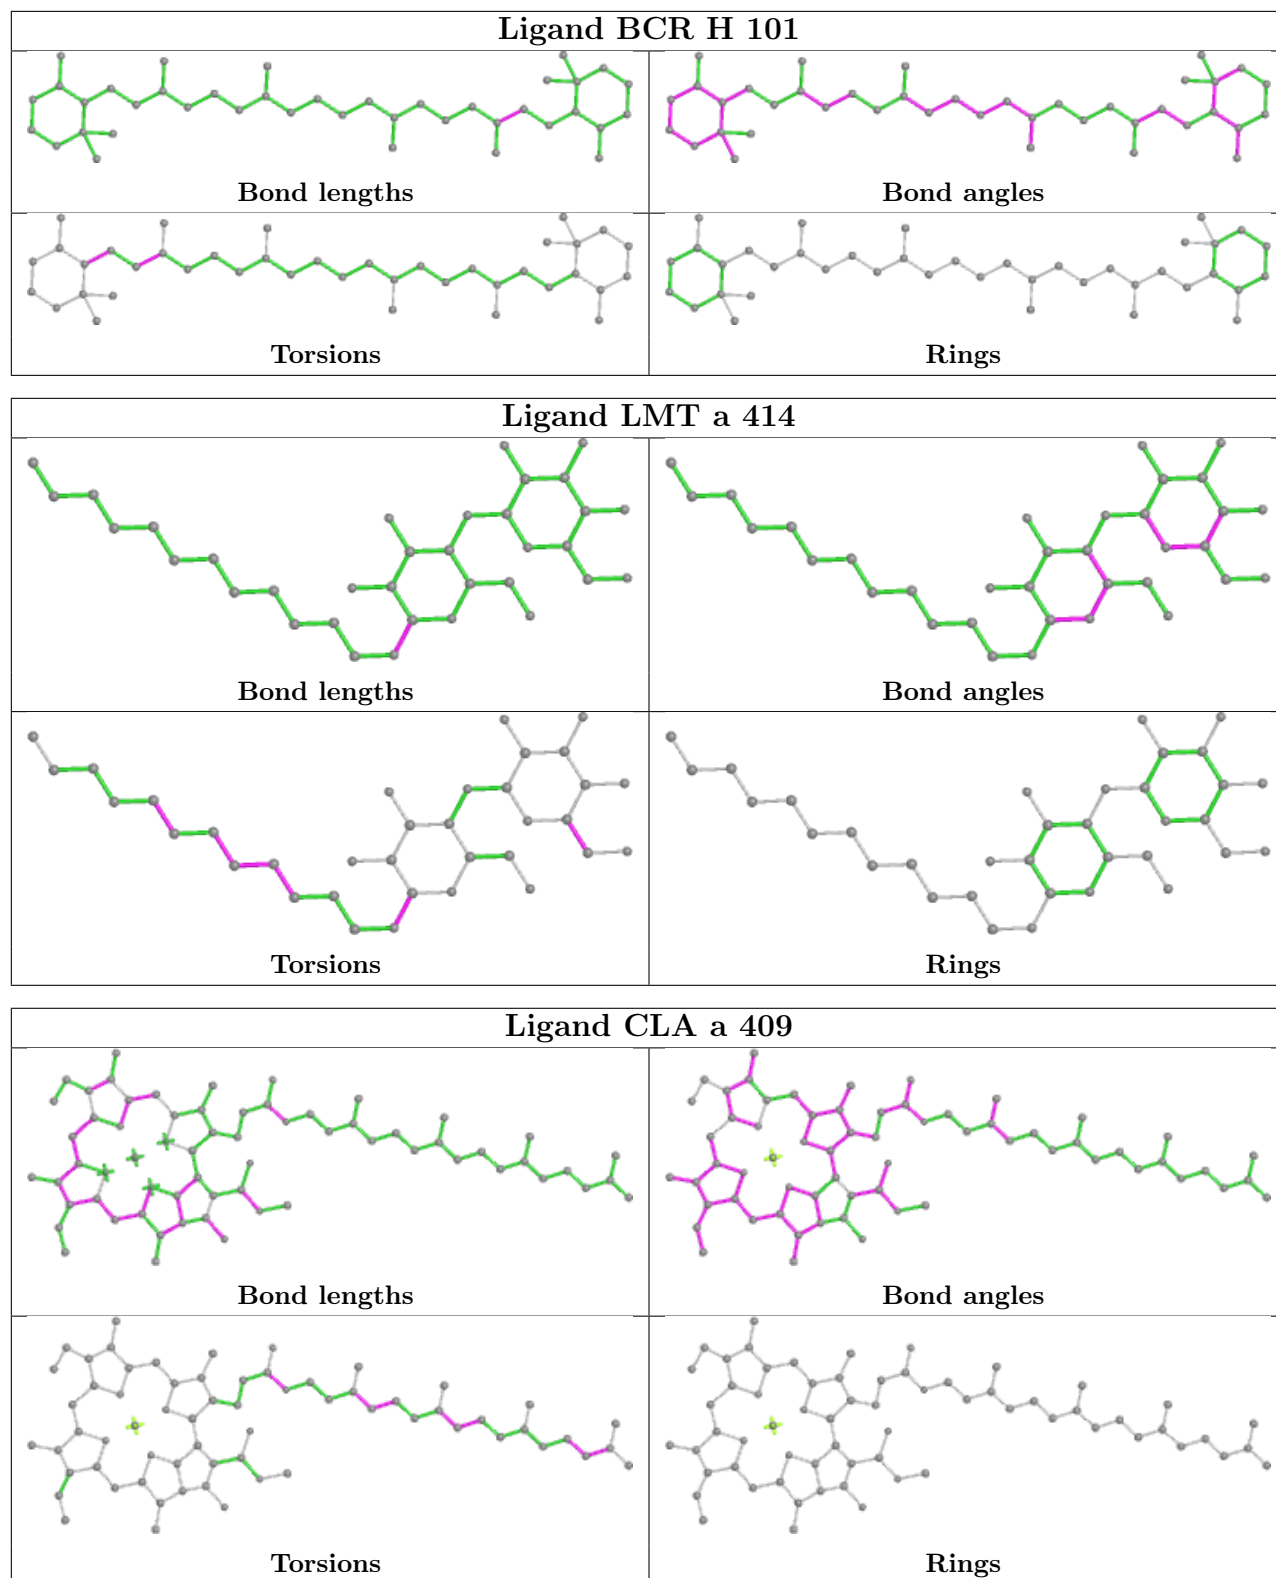 Ligand BCR H 101
Bond lengths
Bond angles
Torsions
Rings
Ligand LMT a 414
Bond lengths
Bond angles
Torsions
Rings
Ligand CLA a 409
Bond lengths
Bond angles
Torsions
Rings